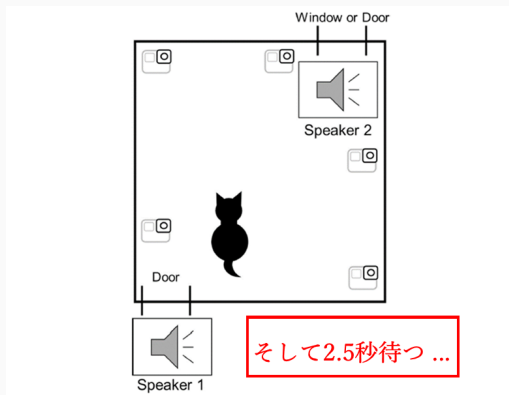 Window or Door
Speaker 2
Door
Speaker 1
そして2.5秒待つ ...